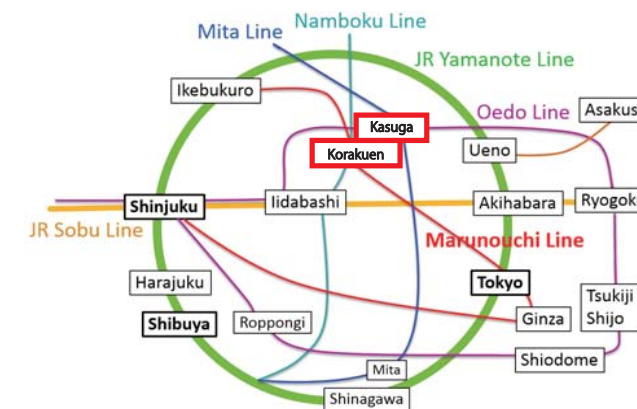 Namboku Line
Mita Line
JR Yamanote Line
Ikebukuro
Oedo Line
Asakus
Kasuga
Korakuen
Ueno
Shinjuku
Iidabashi
Akihabara
Ryogok
JR Sobu Line
Marunouchi Line
Harajuku
Tokyo
Tsukiji
Shijo
Shibuya
Roppongi
Ginza
Shiodome
Mita
Shinagawa